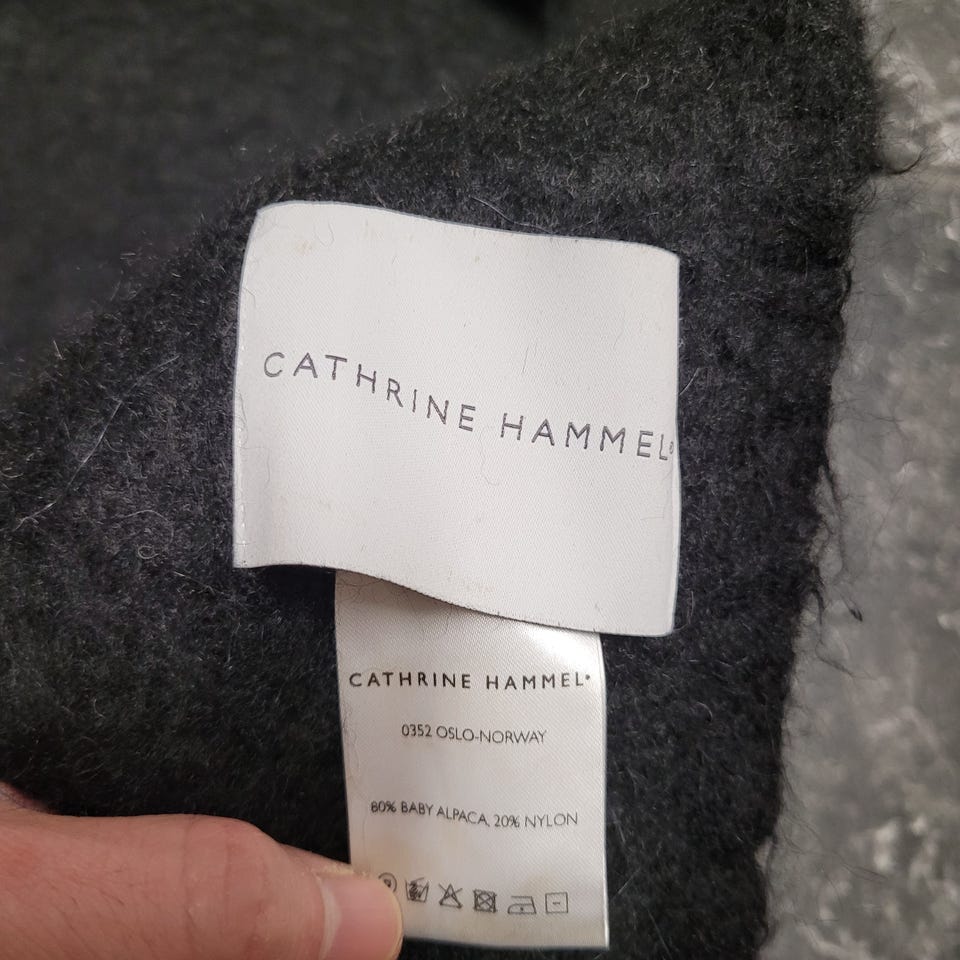 CATHRINE HAMMEL®
CATHRINE HAMMEL®
0352 OSLO-NORWAY
80% BABY ALPACA, 20% NYLON